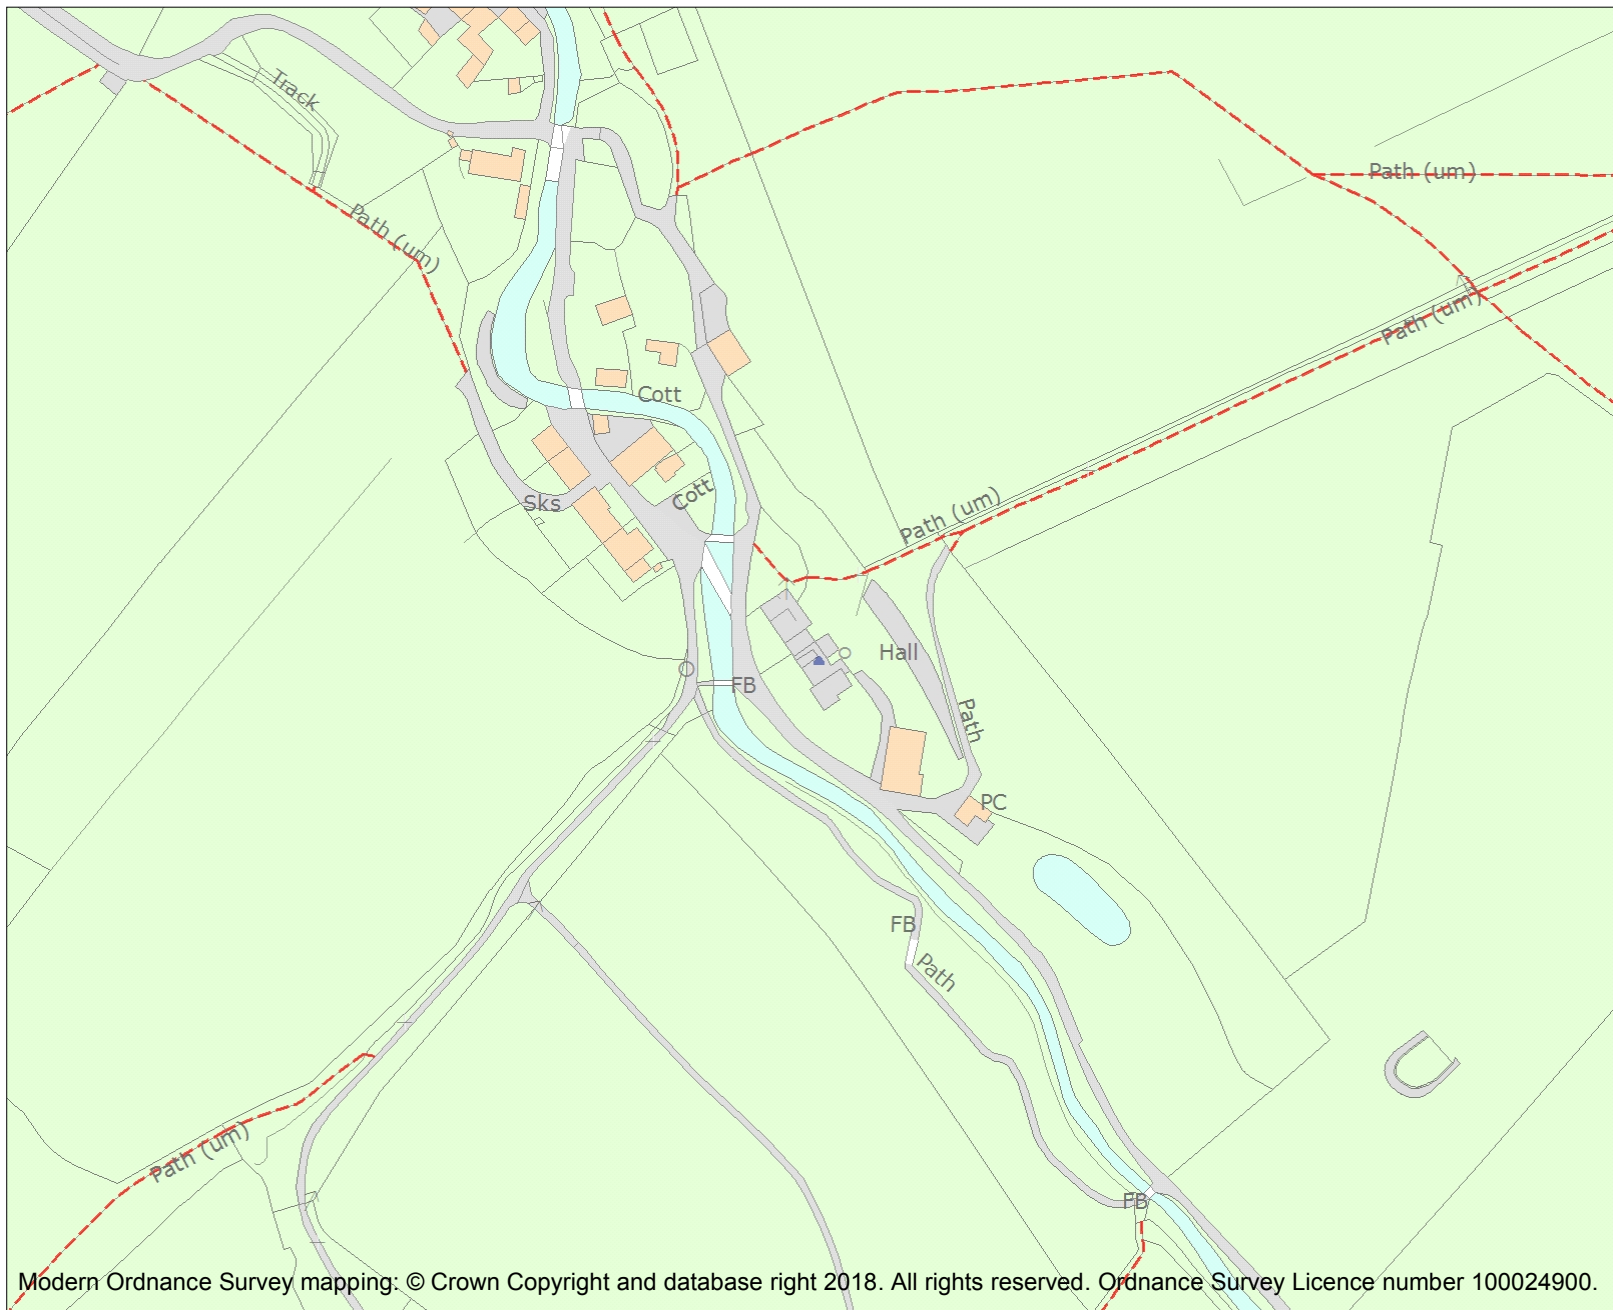 Track
Path (um)
Path (um)
Path (um)
Cott
Cott
Sks
Path (um)
Hall
FB
Path
PC
FB
Path
Path (um)
FB
Modern Ordnance Survey mapping: © Crown Copyright and database right 2018. All rights reserved. Ordnance Survey Licence number 100024900.